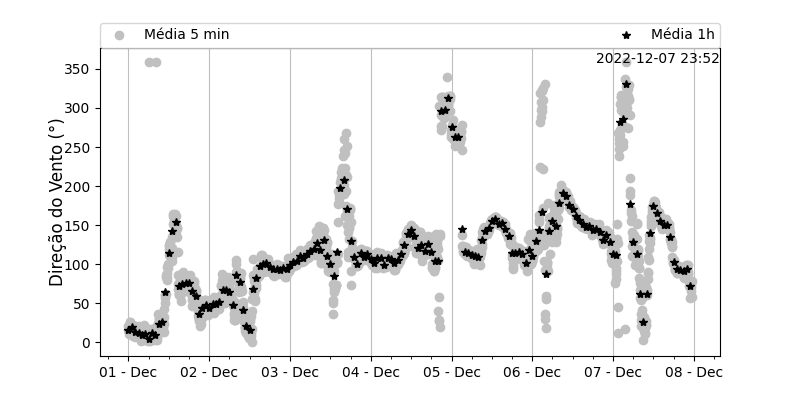 Média 5 min
Média 1h
2022-12-07 23:52
Direção do Vento (°)
350
300
250
200
150
100
50
0
01 - Dec
02 - Dec
03 - Dec
04 - Dec
05 - Dec
06 - Dec
07 - Dec
08 - Dec